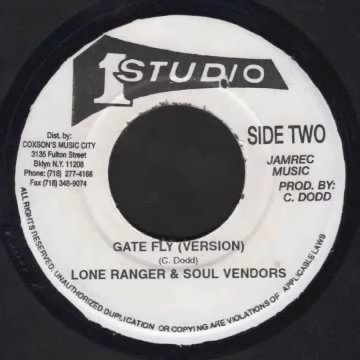 1 STUDIO
Dist. by:
COXSON'S MUSIC CITY
3135 Fulton Street
Bklyn N.Y. 11208
Phone: (718) 277-4166
Fax (718) 345-9074
SIDE TWO
JAMREC
MUSIC
PROD. BY:
C. DODD
GATE FLY (VERSION)
(C. Dodd)
LONE RANGER & SOUL VENDORS
ALL RIGHTS RESERVED. UNAUTHORIZED DUPLICATION OR COPYING ARE VIOLATIONS OF APPLICABLE LAWS